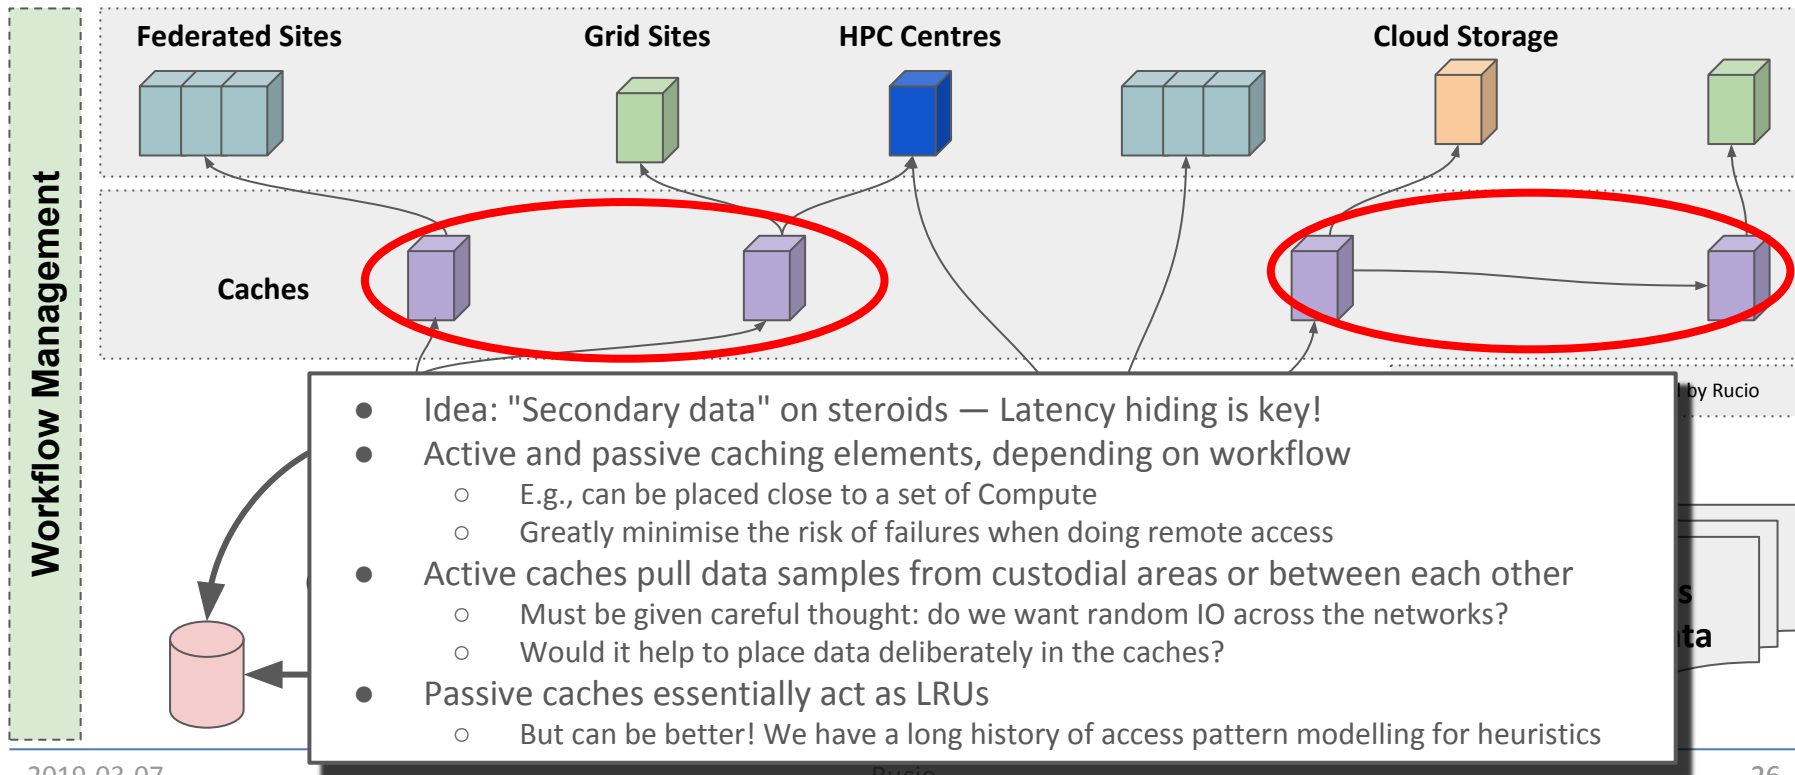 Federated Sites
Grid Sites
HPC Centres
Cloud Storage
Workflow Management
Caches
by Rucio
● Idea: "Secondary data" on steroids — Latency hiding is key!
● Active and passive caching elements, depending on workflow
○ E.g., can be placed close to a set of Compute
○ Greatly minimise the risk of failures when doing remote access
● Active caches pull data samples from custodial areas or between each other
○ Must be given careful thought: do we want random IO across the networks?
○ Would it help to place data deliberately in the caches?
● Passive caches essentially act as LRUs
○ But can be better! We have a long history of access pattern modelling for heuristics
2019-03-07
Rucio
26